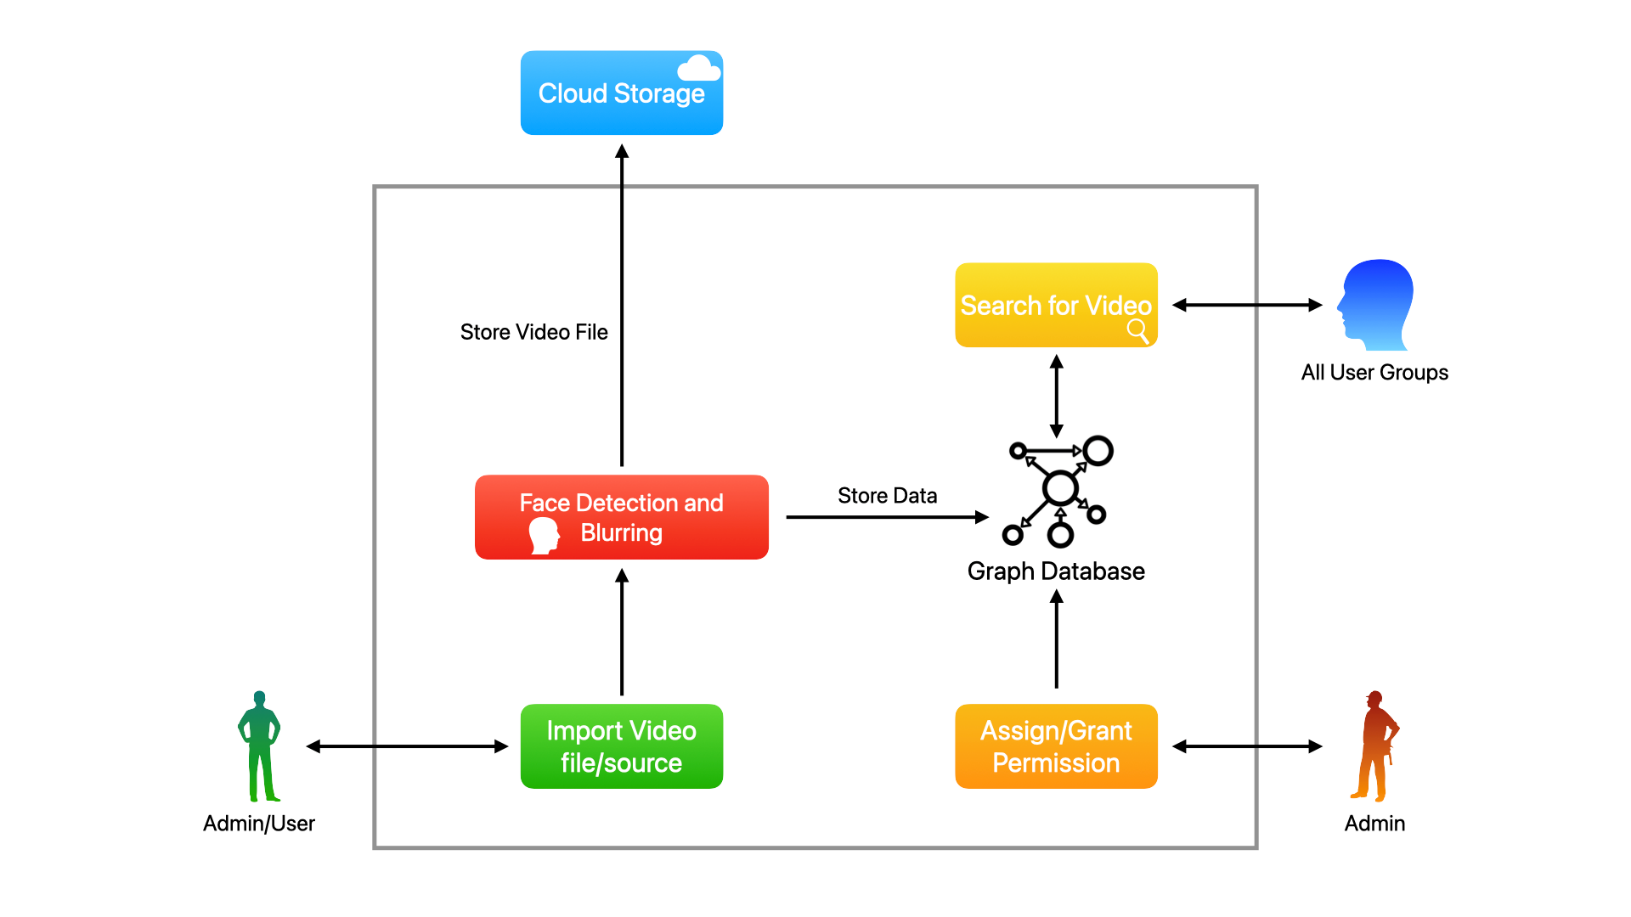 Cloud Storage
Search for Video
Store Video File
All User Groups
Face Detection and
Blurring
Store Data
Graph Database
Import Video
file/source
Assign/Grant
Permission
Admin/User
Admin